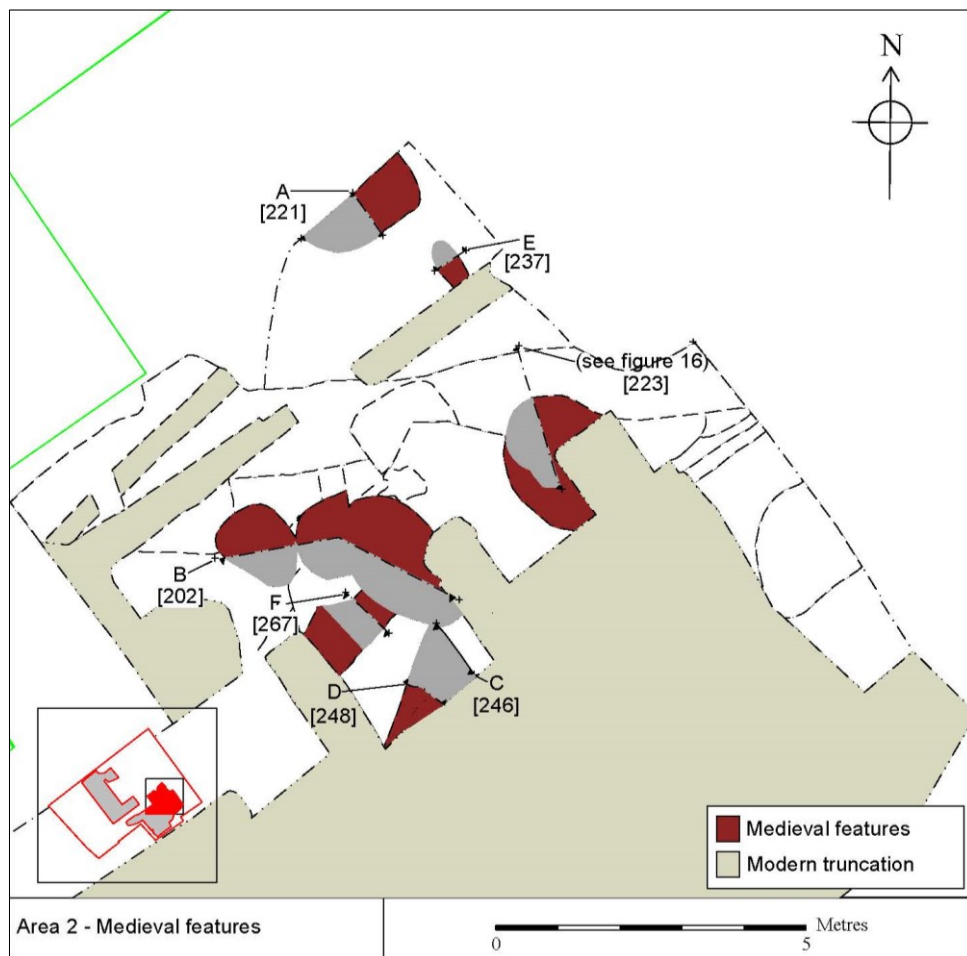 N
A
[221]
E
[237]
(see figure 16)
[223]
B
[202]
F
[267]
D
[248]
C
[246]
Medieval features
Modern truncation
Area 2 - Medieval features
Metres
0
5